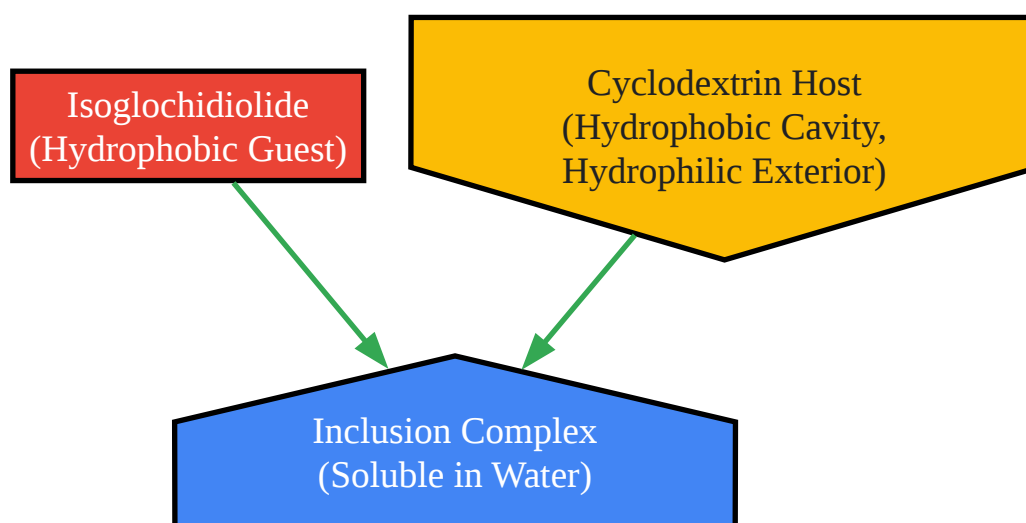 Isoglochidiolide
(Hydrophobic Guest)
Cyclodextrin Host
(Hydrophobic Cavity,
Hydrophilic Exterior)
Inclusion Complex
(Soluble in Water)